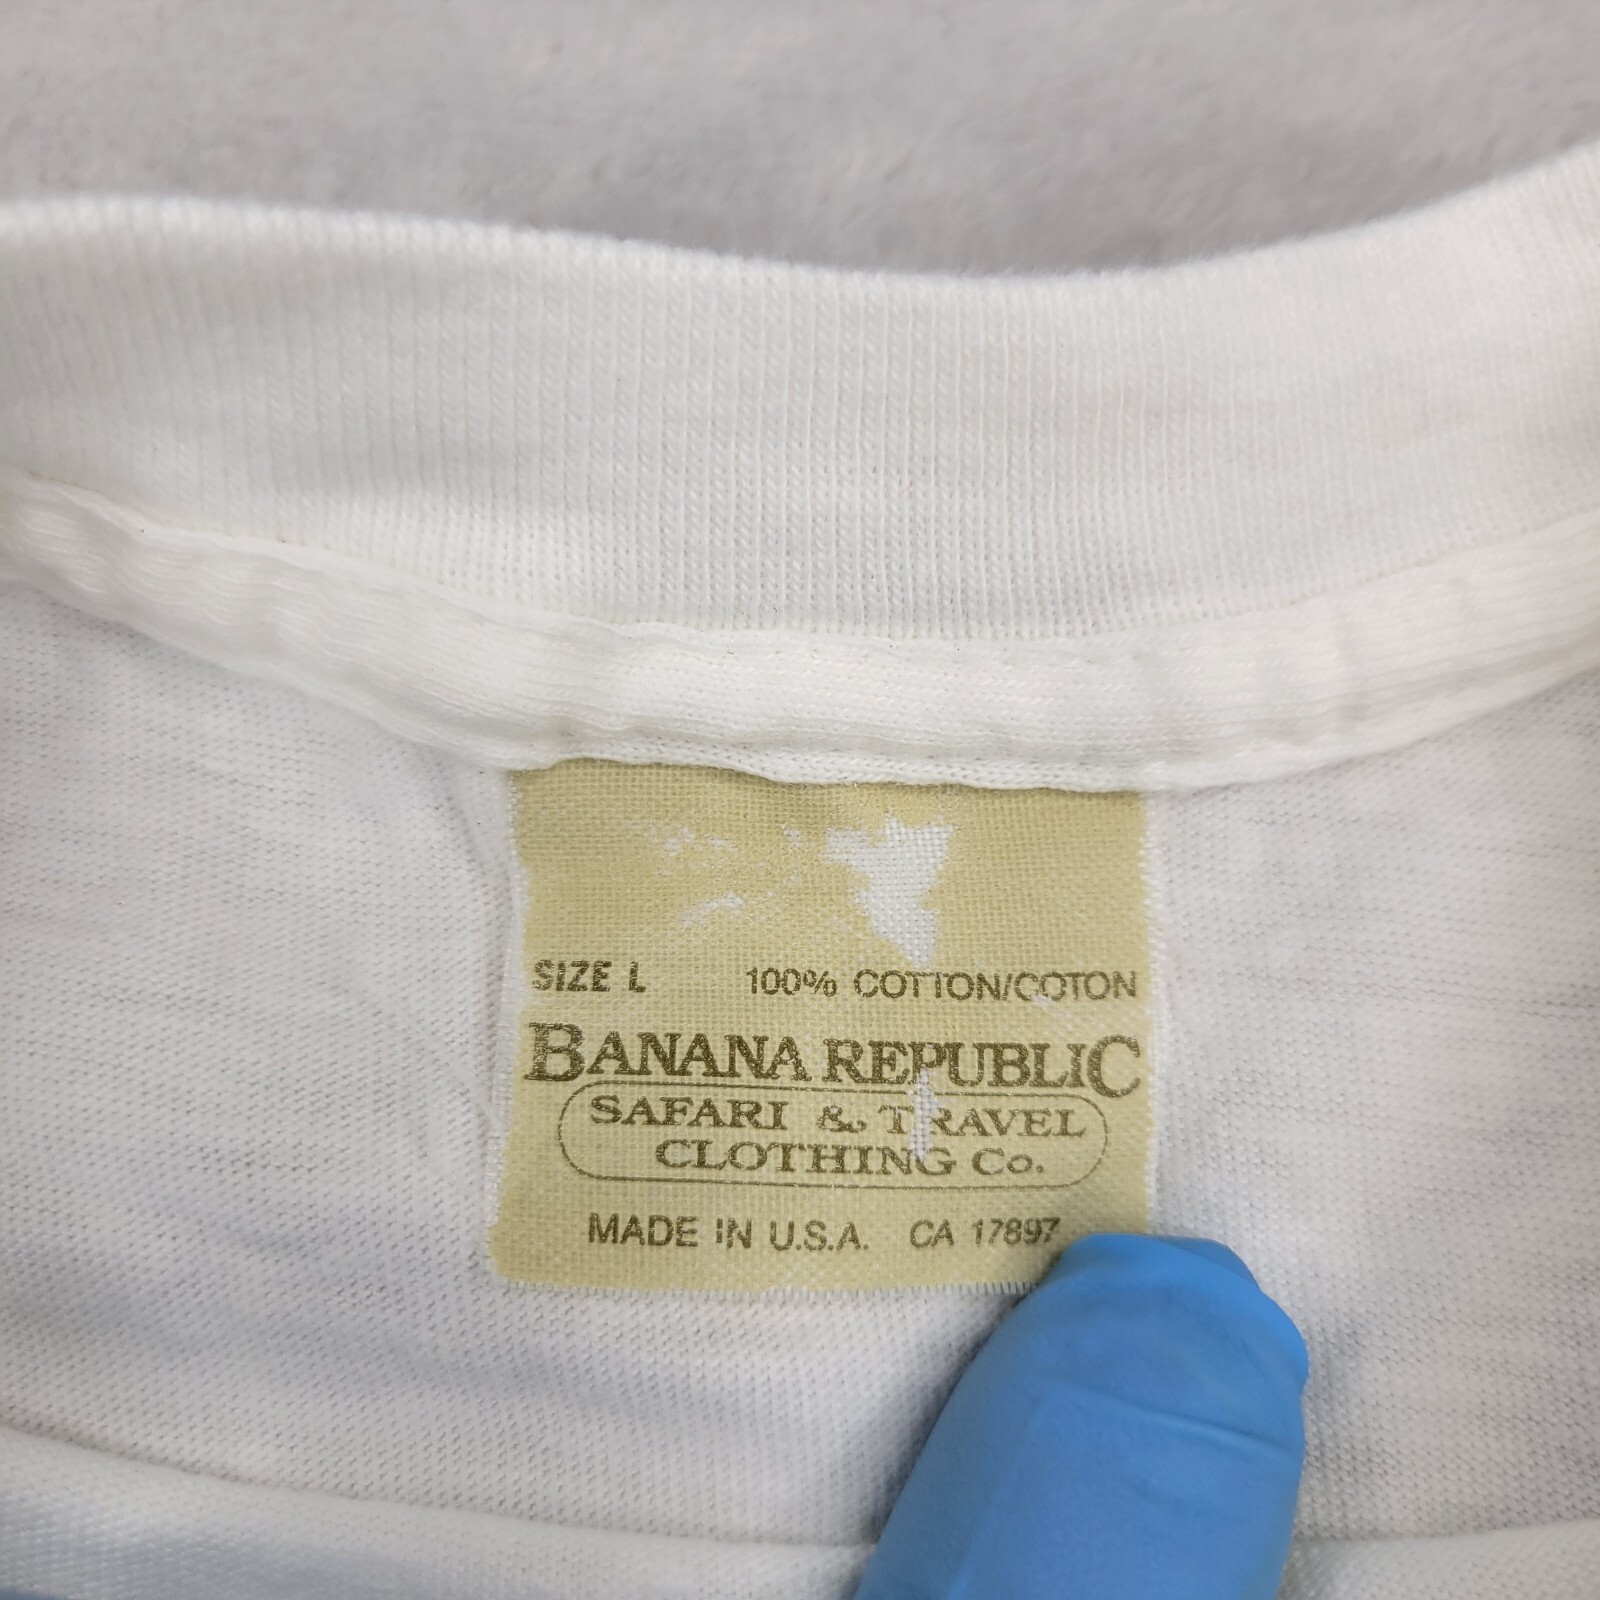 SIZE L 100% COTTON/COTON
BANANA REPUBLIC
SAFARI & TRAVEL
CLOTHING Co.
MADE IN U.S.A. CA 17897